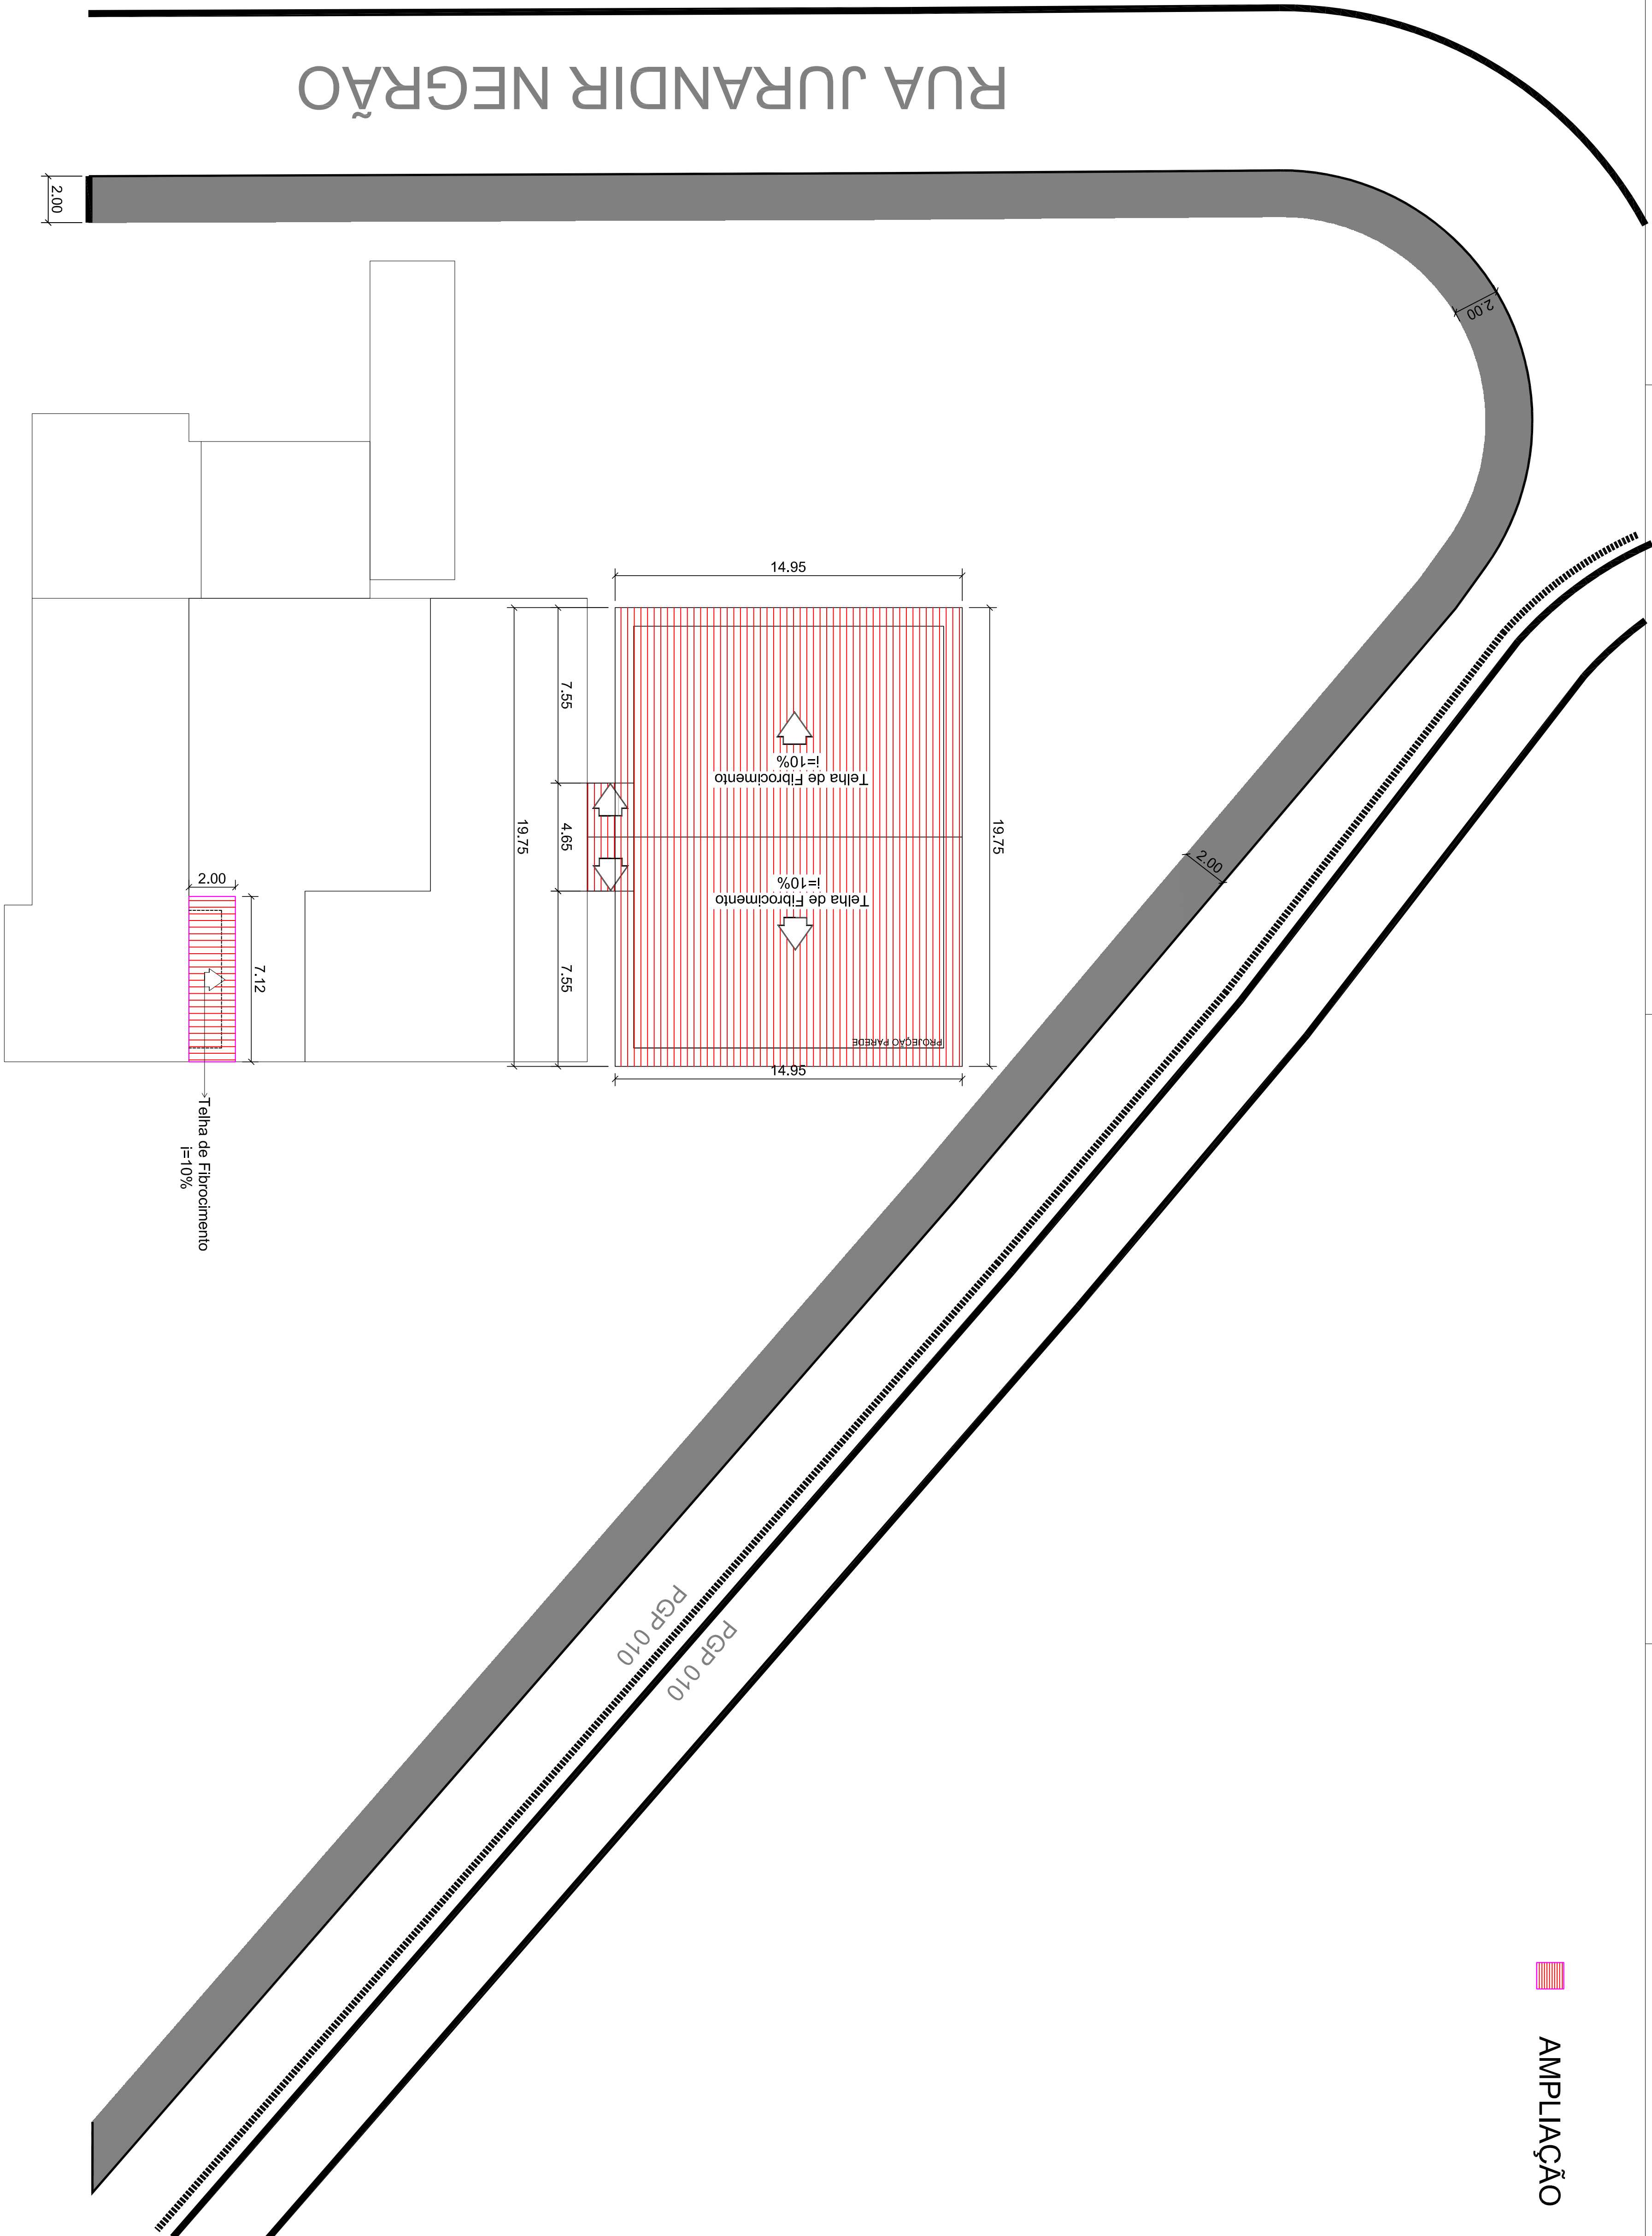 RUA JURANDIR NEGRÃO
2.00
2.00
14.95
19.75
7.55
4.65
7.55
19.75
i=10%
Telha de Fibrocimento
i=10%
Telha de Fibrocimento
PROJEÇÃO PAREDE
14.95
2.00
2.00
7.12
Telha de Fibrocimento
i=10%
PGP 010
PGP 010
AMPLIAÇÃO